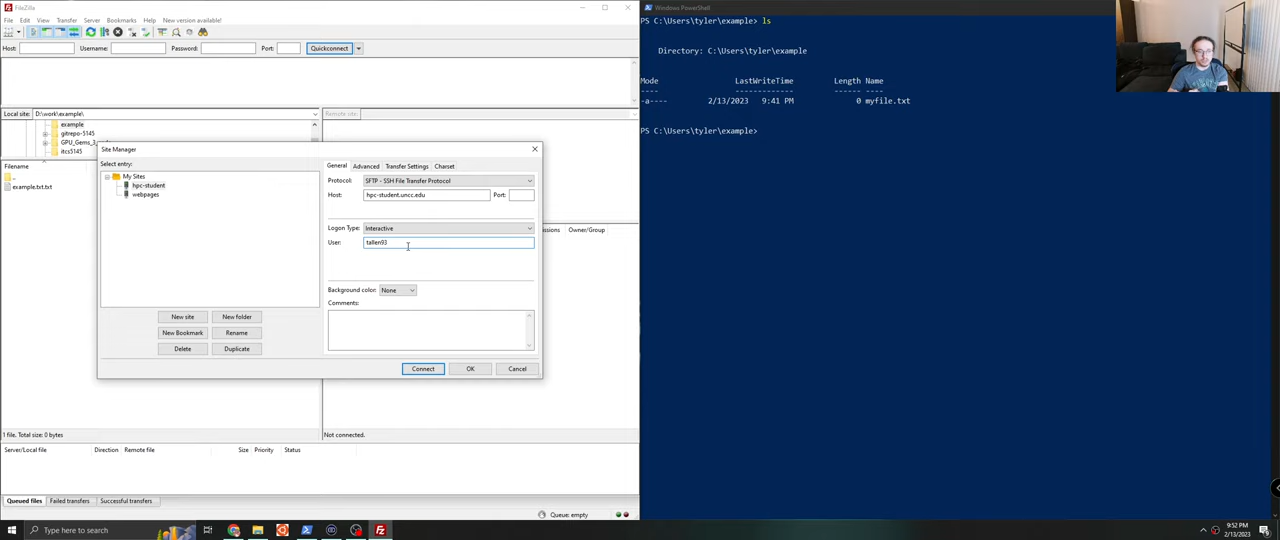 FileZilla
File Edit View Transfer Server Bookmarks Help New version available!
Host: Username: Password: Port: Quickconnect
Local site: D:\work\example\
Remote site:
example
gitrepo-5145
GPU_Gems_3
itcs5145
Filename
..
example.txt.txt
issions Owner/Group
1 file. Total size: 0 bytes
Not connected.
Server/Local file Direction Remote file Size Priority Status
Queued files Failed transfers Successful transfers
Queue: empty
Site Manager
Select entry:
My Sites
hpc-student
webpages
New site New folder
New Bookmark Rename
Delete Duplicate
General Advanced Transfer Settings Charset
Protocol: SFTP - SSH File Transfer Protocol
Host: hpc-student.uncc.edu Port:
Logon Type: Interactive
User: tallen93
Background color: None
Comments:
Connect OK Cancel
Windows PowerShell
PS C:\Users\tyler\example> ls
Directory: C:\Users\tyler\example
Mode LastWriteTime Length Name
---- ------------- ------ ----
-a---- 2/13/2023 9:41 PM 0 myfile.txt
PS C:\Users\tyler\example>
Type here to search
9:52 PM
2/13/2023